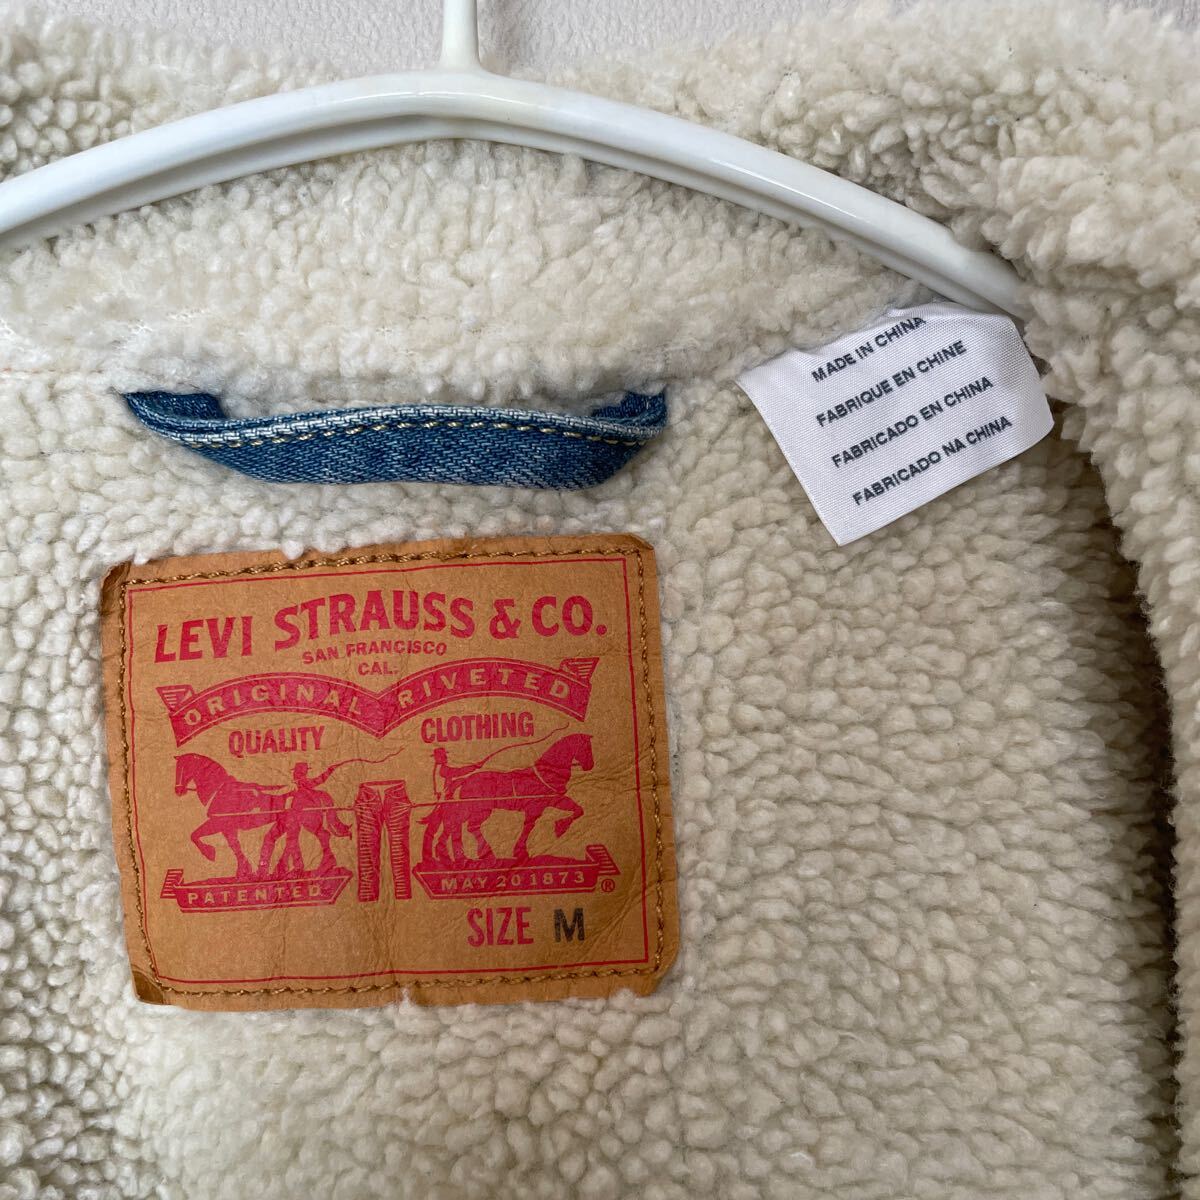 MADE IN CHINA
FABRIQUE EN CHINE
FABRICADO EN CHINA
FABRICADO NA CHINA
LEVI STRAUSS & CO.
SAN FRANCISCO
CAL.
ORIGINAL RIVETED
QUALITY CLOTHING
PATENTED MAY 20 1873 ®
SIZE M